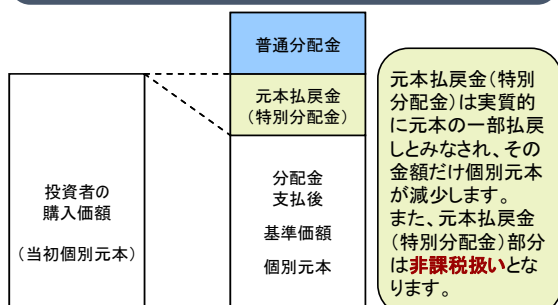 普通分配金
元本払戻金
(特別分配金)
投資者の
購入価額
(当初個別元本)
分配金
支払後
基準価額
個別元本
元本払戻金(特別
分配金)は実質的
に元本の一部払戻
しとみなされ、その
金額だけ個別元本
が減少します。
また、元本払戻金
(特別分配金)部分
は非課税扱いとな
ります。